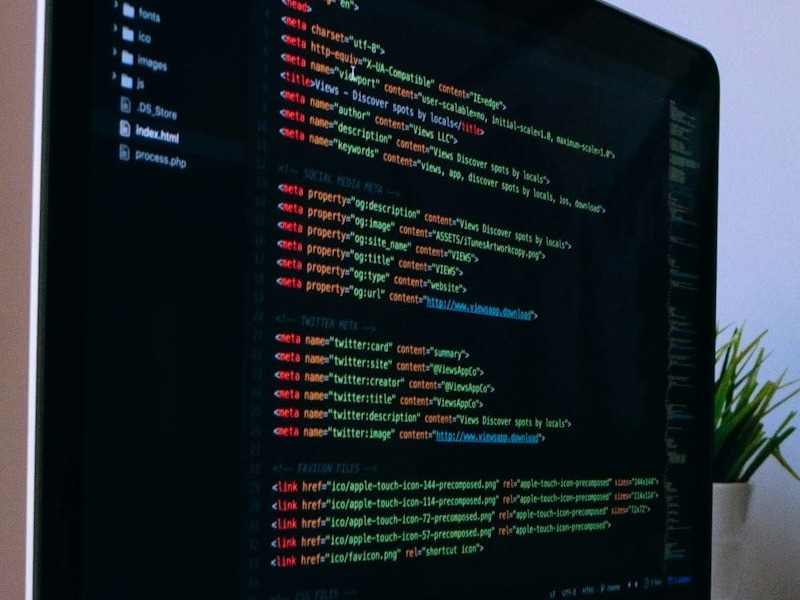 fonts
ico
images
js
.DS_Store
index.html
process.php
<head>
<meta charset="utf-8">
<meta http-equiv="X-UA-Compatible" content="IE=edge">
<meta name="viewport" content="user-scalable=no, initial-scale=1.0, maximum-scale=1.0">
<title>Views - Discover spots by locals</title>
<meta name="author" content="Views LLC">
<meta name="description" content="Views Discover spots by locals">
<meta name="keywords" content="views, app, discover spots by locals, ios, download">
<!-- SOCIAL MEDIA META -->
<meta property="og:description" content="Views Discover spots by locals">
<meta property="og:image" content="ASSETS/iTunesArtworkcopy.png">
<meta property="og:site_name" content="VIEWS">
<meta property="og:title" content="VIEWS">
<meta property="og:type" content="website">
<meta property="og:url" content="http://www.viewsapp.download">
<!-- TWITTER META -->
<meta name="twitter:card" content="summary">
<meta name="twitter:site" content="@ViewsAppCo">
<meta name="twitter:creator" content="@ViewsAppCo">
<meta name="twitter:title" content="ViewsAppCo">
<meta name="twitter:description" content="Views Discover spots by locals">
<meta name="twitter:image" content="http://www.viewsapp.download">
<!-- FAVICON FILES -->
<link href="ico/apple-touch-icon-144-precomposed.png" rel="apple-touch-icon-precomposed" sizes="144x144">
<link href="ico/apple-touch-icon-114-precomposed.png" rel="apple-touch-icon-precomposed" sizes="114x114">
<link href="ico/apple-touch-icon-72-precomposed.png" rel="apple-touch-icon-precomposed" sizes="72x72">
<link href="ico/apple-touch-icon-57-precomposed.png" rel="apple-touch-icon-precomposed">
<link href="ico/favicon.png" rel="shortcut icon">
<!-- CSS FILES -->
LF UTF-8 HTML master